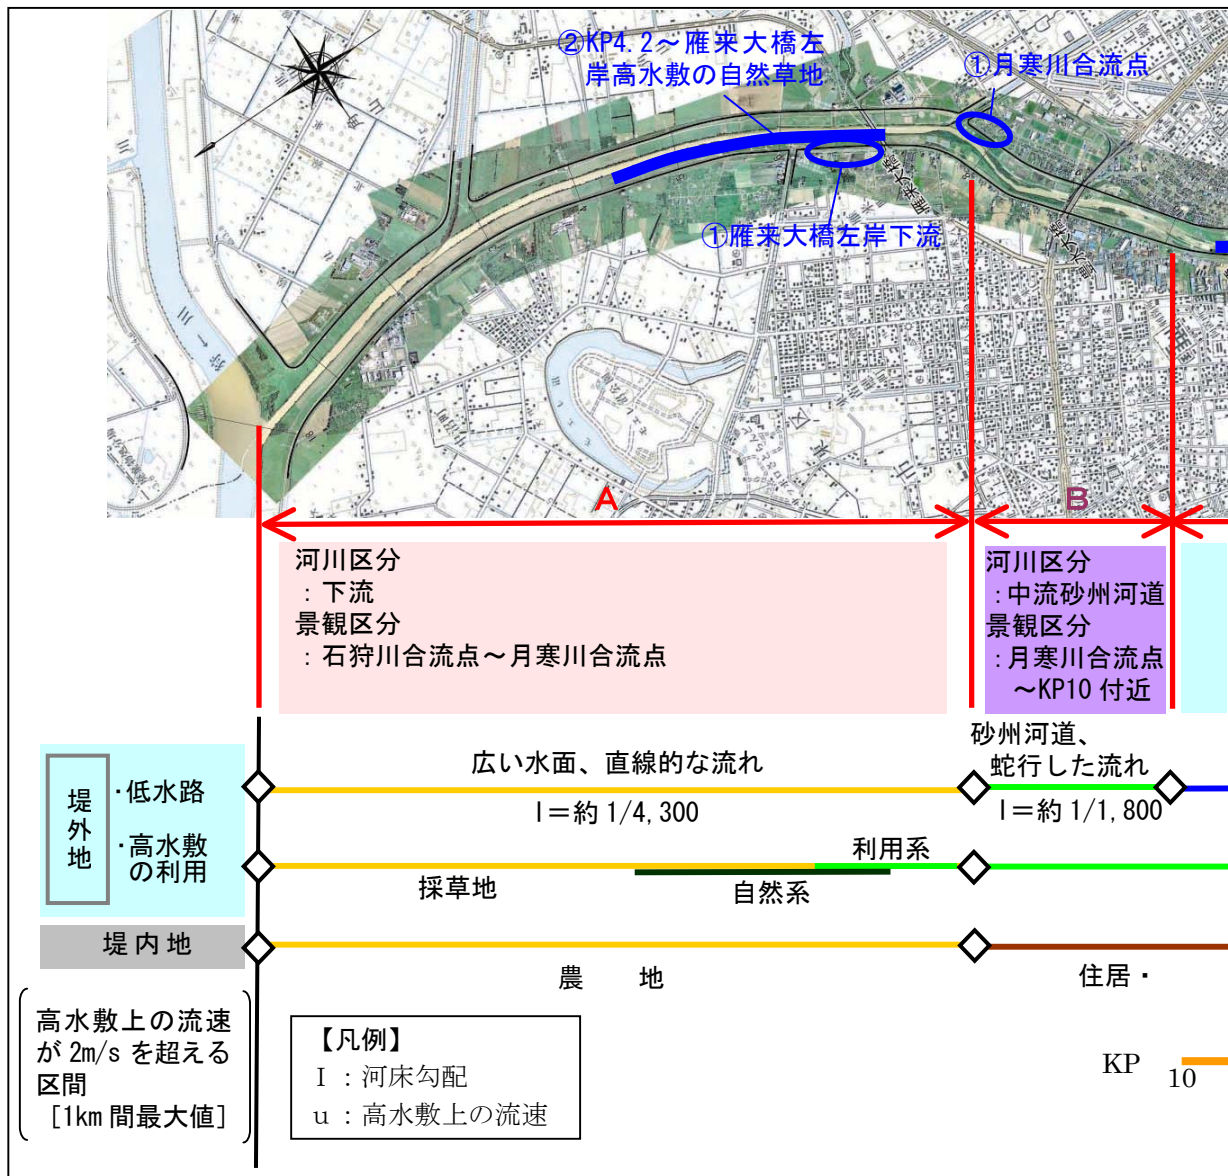 ②KP4.2～雁来大橋左
岸高水敷の自然草地
①月寒川合流点
①雁来大橋左岸下流
雁来大橋
A
B
河川区分
：下流
景観区分
：石狩川合流点～月寒川合流点
河川区分
：中流砂州河道
景観区分
：月寒川合流点
～KP10 付近
堤外地
・低水路
・高水敷
の利用
広い水面、直線的な流れ
I＝約 1/4,300
砂州河道、
蛇行した流れ
I＝約 1/1,800
利用系
採草地
自然系
堤内地
農　地
住居・
高水敷上の流速
が 2m/s を超える
区間
［1km 間最大値］
【凡例】
I ：河床勾配
u ：高水敷上の流速
KP
10